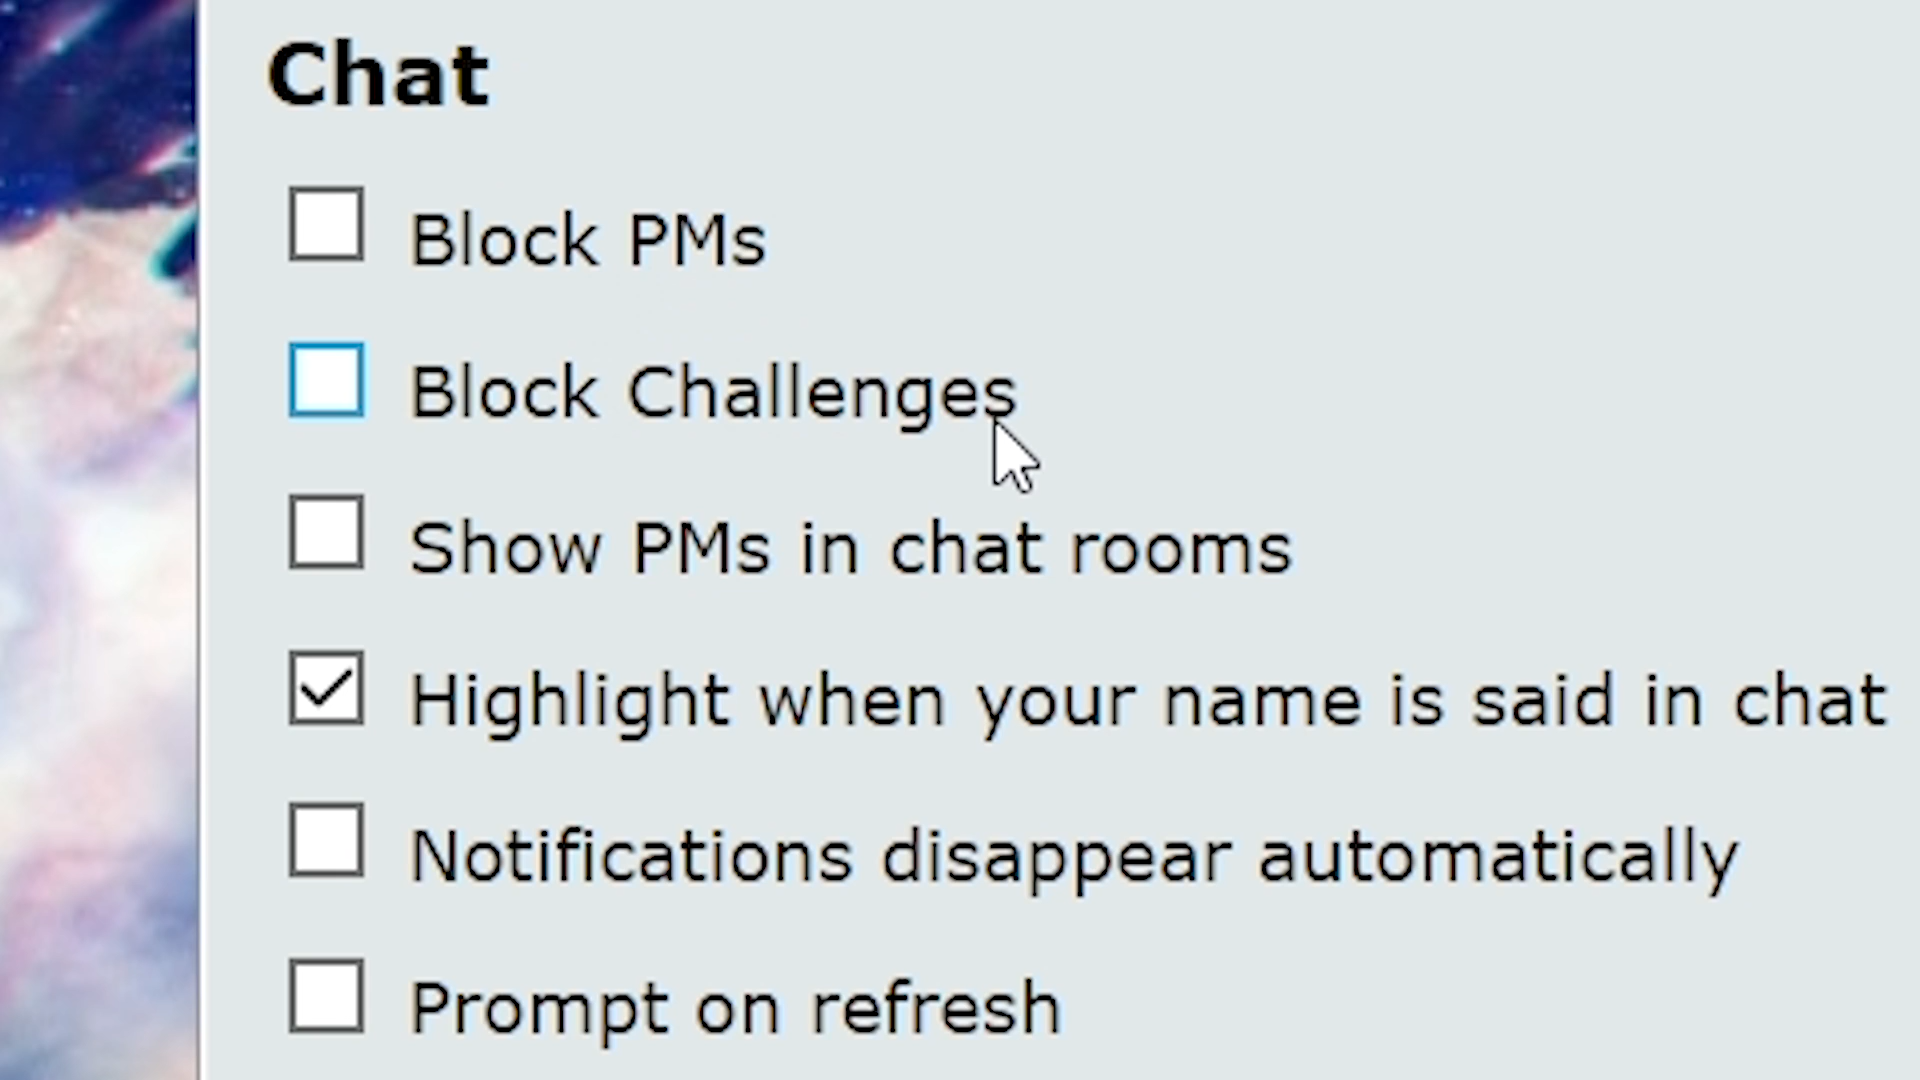 Chat
Block PMs
Block Challenges
Show PMs in chat rooms
Highlight when your name is said in chat
Notifications disappear automatically
Prompt on refresh